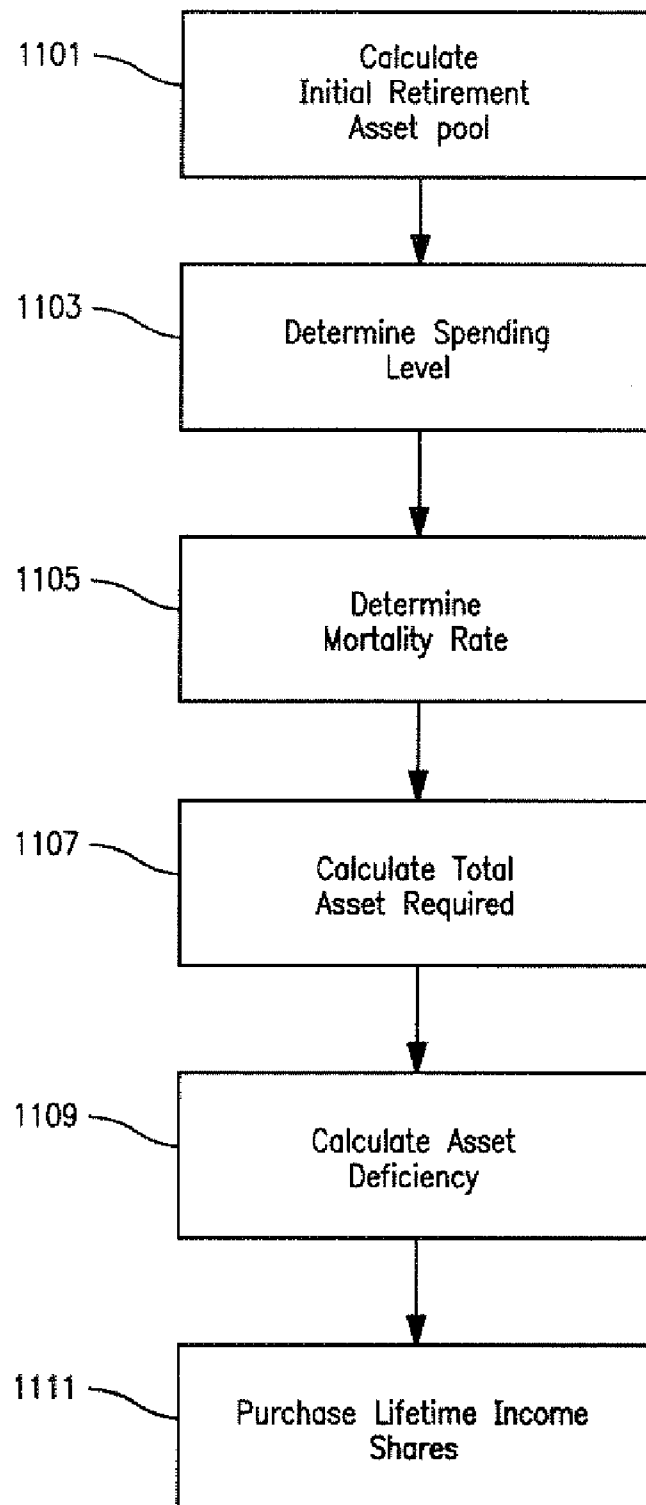 1101
Calculate
Initial Retirement
Asset pool
1103
Determine Spending
Level
1105
Determine
Mortality Rate
1107
Calculate Total
Asset Required
1109
Calculate Asset
Deficiency
1111
Purchase Lifetime Income
Shares